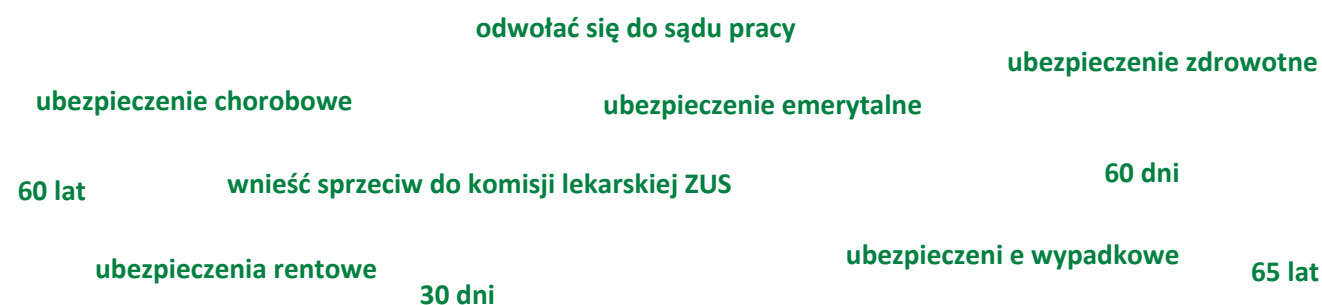 odwołać się do sądu pracy
ubezpieczenie zdrowotne
ubezpieczenie chorobowe
ubezpieczenie emerytalne
60 dni
60 lat
wnieść sprzeciw do komisji lekarskiej ZUS
ubezpieczeni e wypadkowe
65 lat
ubezpieczenia rentowe
30 dni